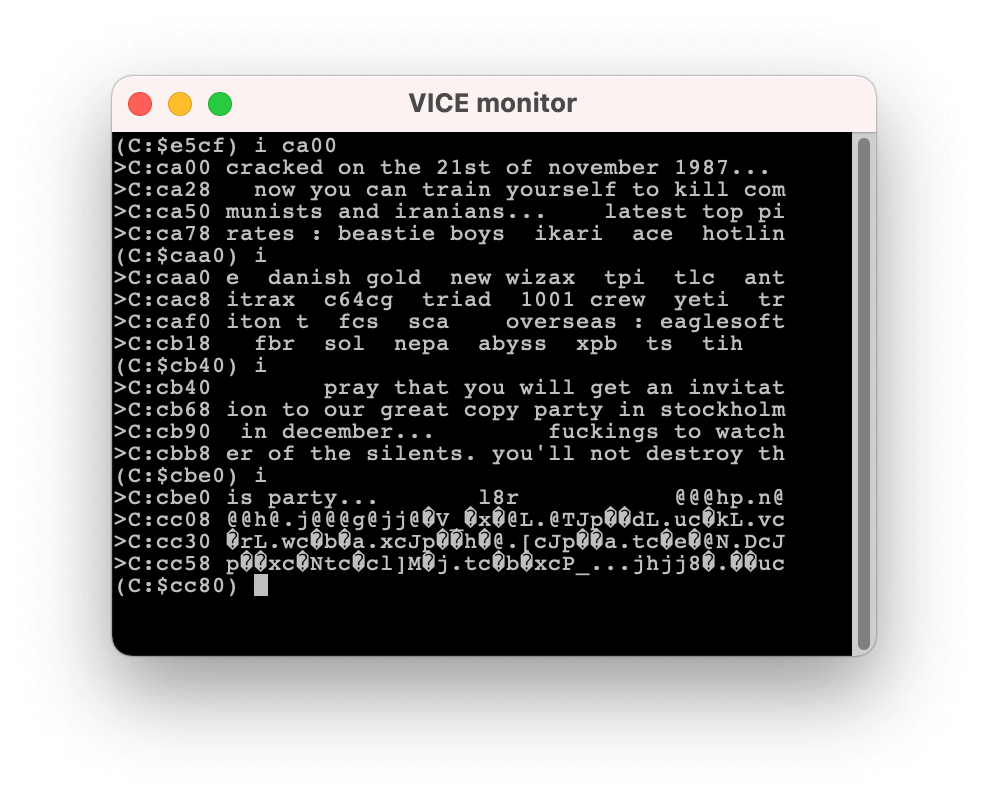 VICE monitor
(C:$e5cf) i ca00
>C:ca00 cracked on the 21st of november 1987...
>C:ca28   now you can train yourself to kill com
>C:ca50 munists and iranians...    latest top pi
>C:ca78 rates : beastie boys  ikari  ace  hotlin
(C:$caa0) i
>C:caa0 e  danish gold  new wizax  tpi  tlc  ant
>C:cac8 itrax  c64cg  triad  1001 crew  yeti  tr
>C:caf0 iton t  fcs  sca    overseas : eaglesoft
>C:cb18   fbr  sol  nepa  abyss  xpb  ts  tih
(C:$cb40) i
>C:cb40        pray that you will get an invitat
>C:cb68 ion to our great copy party in stockholm
>C:cb90  in december...        fuckings to watch
>C:cbb8 er of the silents. you'll not destroy th
(C:$cbe0) i
>C:cbe0 is party...       l8r           @@@hp.n@
>C:cc08 @@h@.j@@@g@jj@�V_�x�@L.@TJp��dL.uc�kL.vc
>C:cc30 �rL.wc�b�a.xcJp��h�@.[cJp��a.tc�e�@N.DcJ
>C:cc58 p��xc�Ntc�cl]M�j.tc�b�xcP_...jhjj8�.��uc
(C:$cc80)